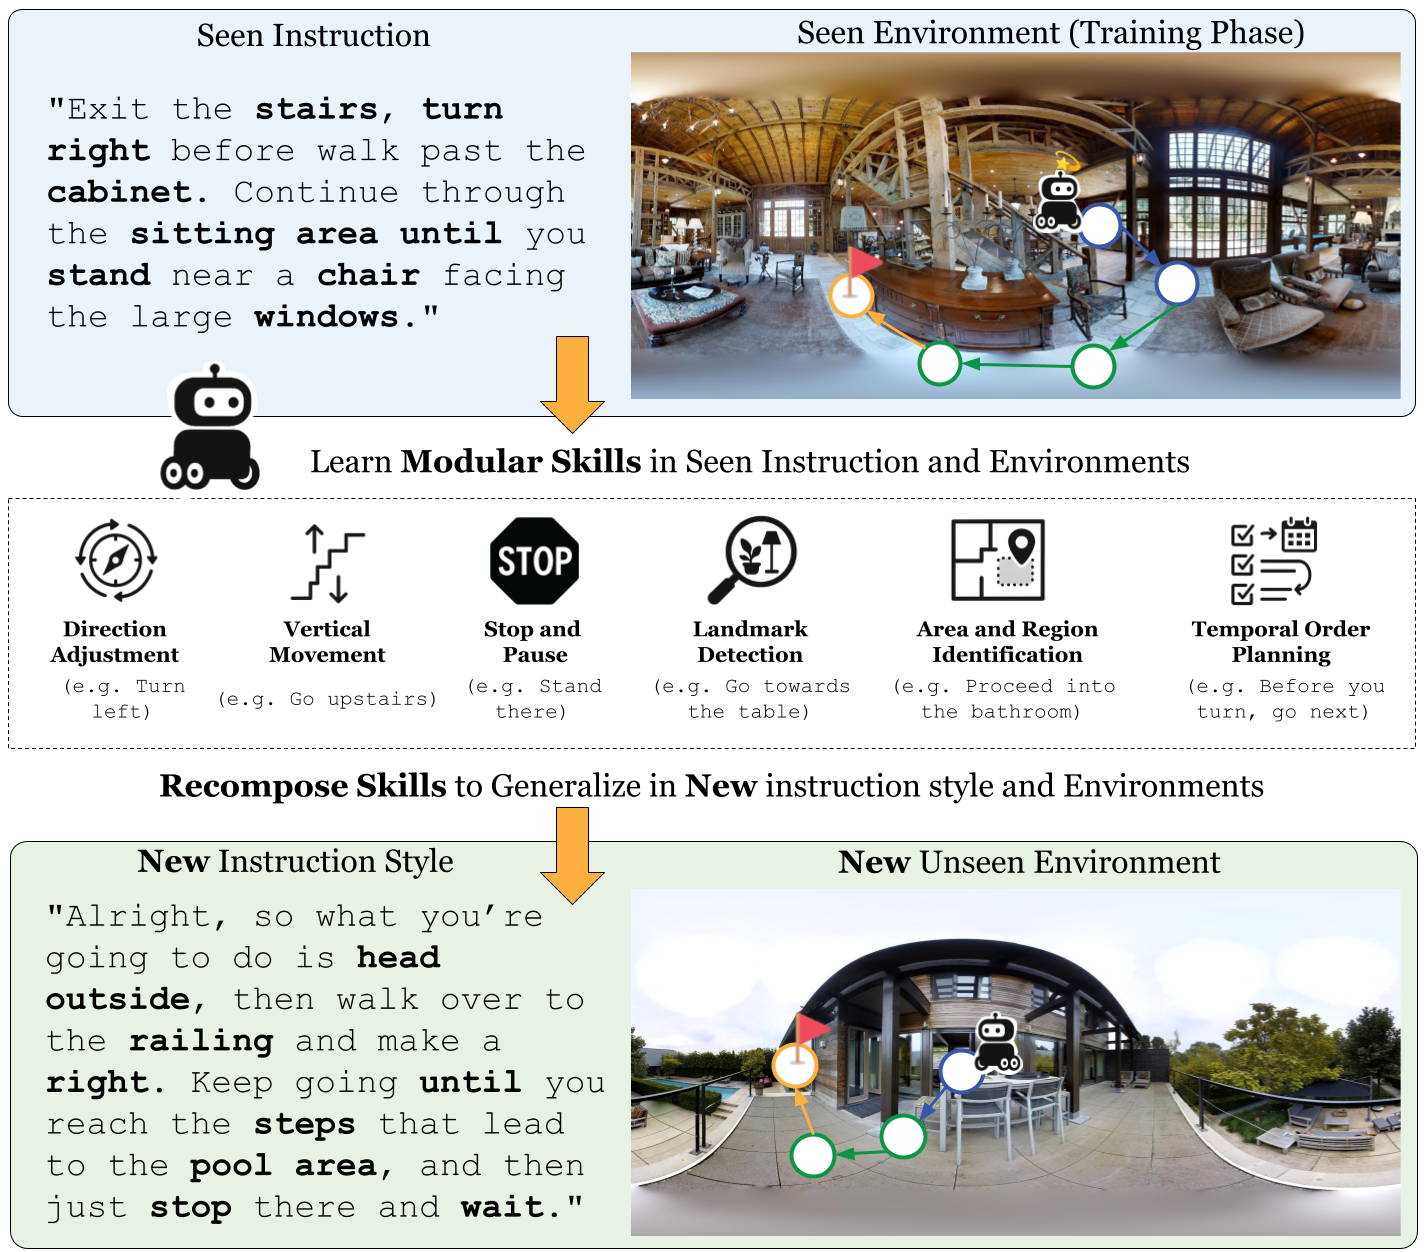 Seen Instruction
Seen Environment (Training Phase)
"Exit the stairs, turn
right before walk past the
cabinet. Continue through
the sitting area until you
stand near a chair facing
the large windows."
Learn Modular Skills in Seen Instruction and Environments
STOP
Direction
Adjustment
(e.g. Turn
left)
Vertical
Movement
(e.g. Go upstairs)
Stop and
Pause
(e.g. Stand
there)
Landmark
Detection
(e.g. Go towards
the table)
Area and Region
Identification
(e.g. Proceed into
the bathroom)
Temporal Order
Planning
(e.g. Before you
turn, go next)
Recompose Skills to Generalize in New instruction style and Environments
New Instruction Style
New Unseen Environment
"Alright, so what you’re
going to do is head
outside, then walk over to
the railing and make a
right. Keep going until you
reach the steps that lead
to the pool area, and then
just stop there and wait."